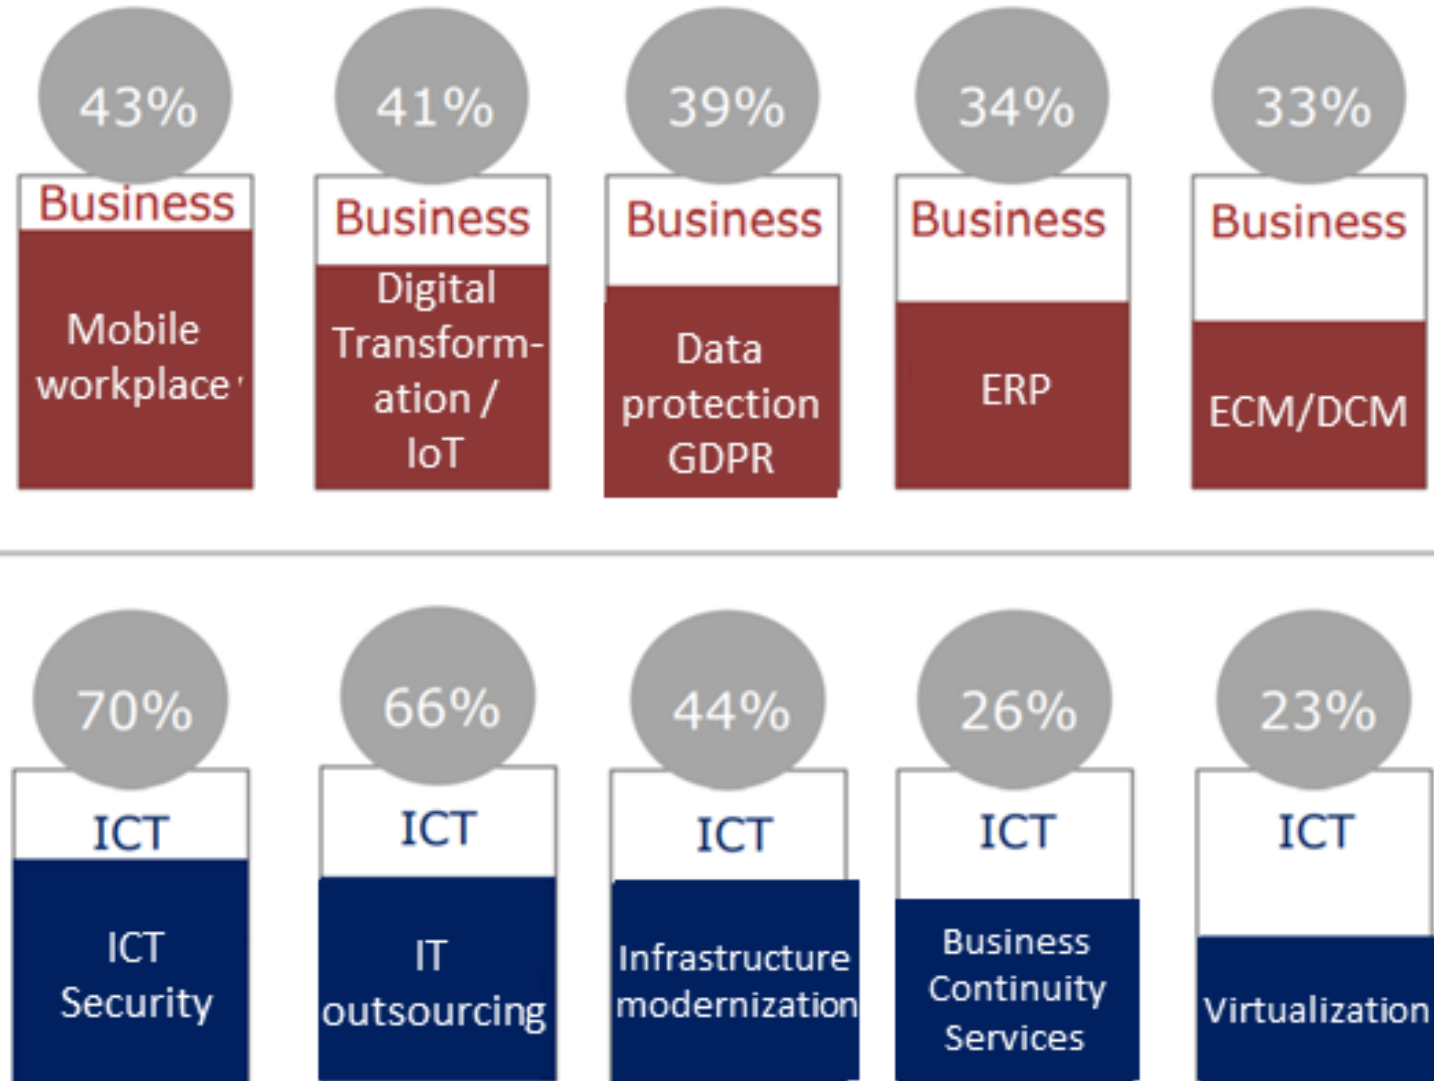 43%
41%
39%
34%
33%
Business
Business
Business
Business
Business
Mobile
workplace
Digital
Transform-
ation /
IoT
Data
protection
GDPR
ERP
ECM/DCM
70%
66%
44%
26%
23%
ICT
ICT
ICT
ICT
ICT
ICT
Security
IT
outsourcing
Infrastructure
modernization
Business
Continuity
Services
Virtualization